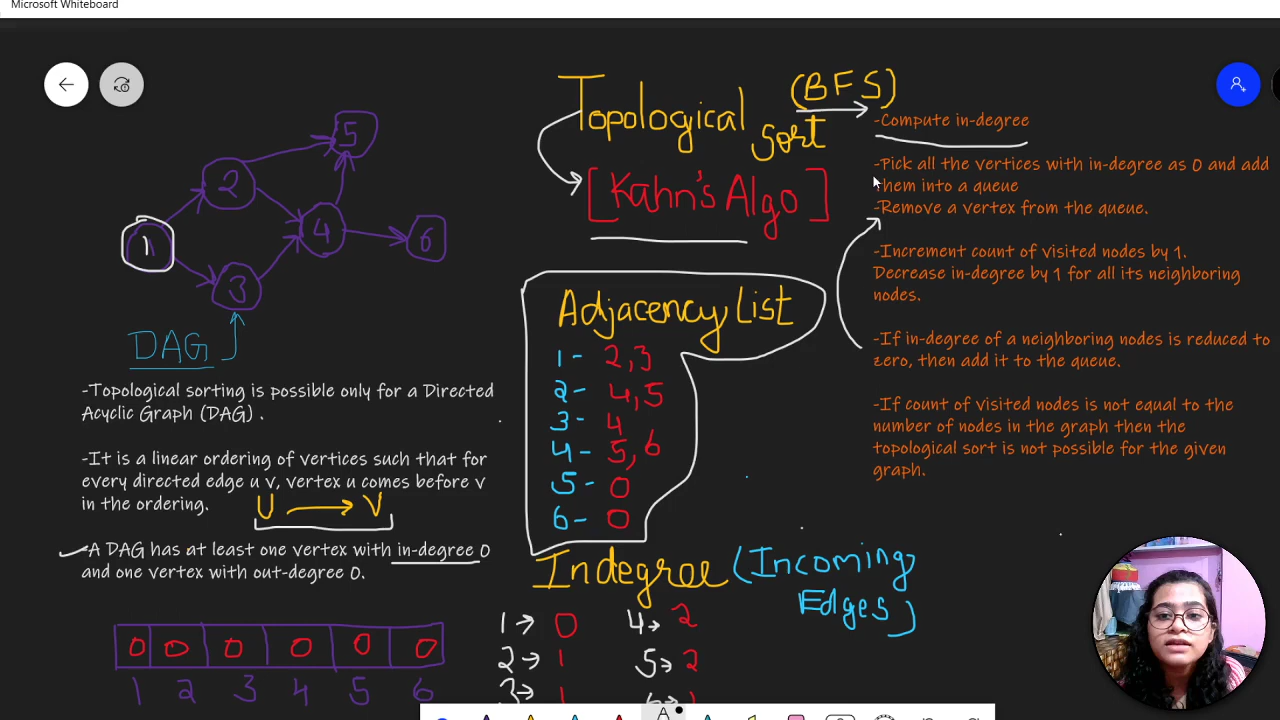 Microsoft Whiteboard
5
2
1
4
6
3
DAG
-Topological sorting is possible only for a Directed
Acyclic Graph (DAG) .
-It is a linear ordering of vertices such that for
every directed edge u v, vertex u comes before v
in the ordering.
U → V
-A DAG has at least one vertex with in-degree 0
and one vertex with out-degree 0.
0 0 0 0 0 0
1 2 3 4 5 6
Topological Sort (BFS)
[Kahn's Algo]
Adjacency List
1- 2,3
2- 4,5
3- 4
4- 5,6
5- 0
6- 0
Indegree (Incoming
Edges)
1→ 0 4→ 2
2→ 1 5→ 2
3→ 1 6→ 1
-Compute in-degree
-Pick all the vertices with in-degree as 0 and add
them into a queue
-Remove a vertex from the queue.
-Increment count of visited nodes by 1.
Decrease in-degree by 1 for all its neighboring
nodes.
-If in-degree of a neighboring nodes is reduced to
zero, then add it to the queue.
-If count of visited nodes is not equal to the
number of nodes in the graph then the
topological sort is not possible for the given
graph.
A